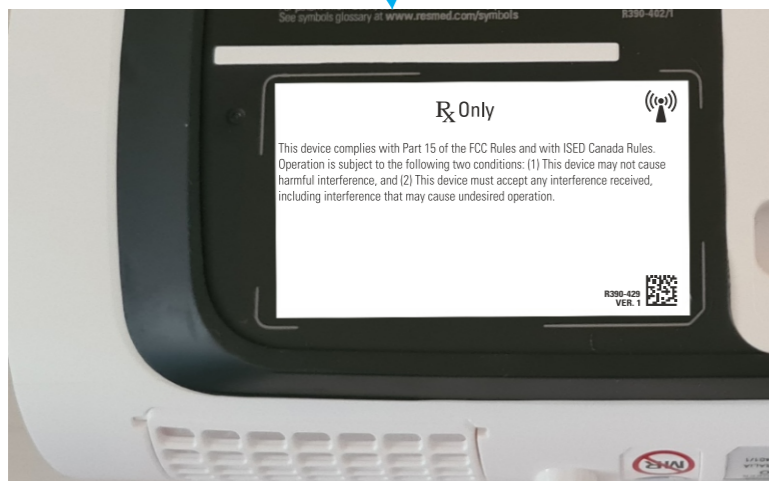 See symbols glossary at www.resmed.com/symbols
R390-402/1
℞ Only
This device complies with Part 15 of the FCC Rules and with ISED Canada Rules.
Operation is subject to the following two conditions: (1) This device may not cause
harmful interference, and (2) This device must accept any interference received,
including interference that may cause undesired operation.
R390-429
VER. 1
MR